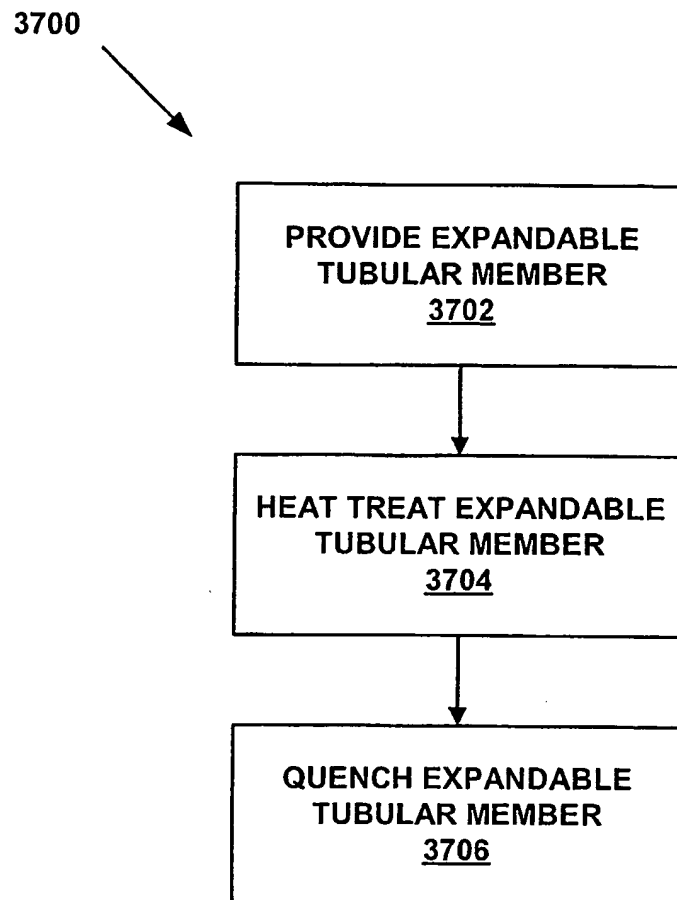 3700
PROVIDE EXPANDABLE
TUBULAR MEMBER
3702
HEAT TREAT EXPANDABLE
TUBULAR MEMBER
3704
QUENCH EXPANDABLE
TUBULAR MEMBER
3706